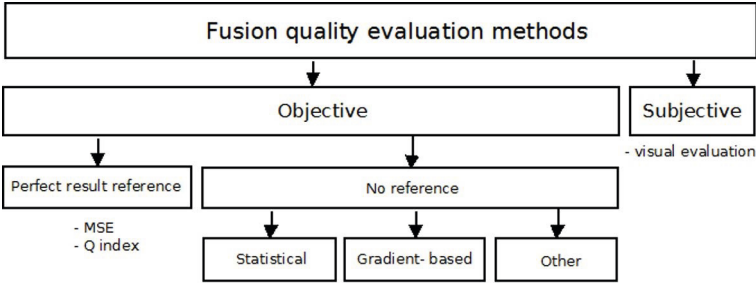 Fusion quality evaluation methods
Objective
Subjective
- visual evaluation
Perfect result reference
No reference
- MSE
- Q index
Statistical
Gradient- based
Other